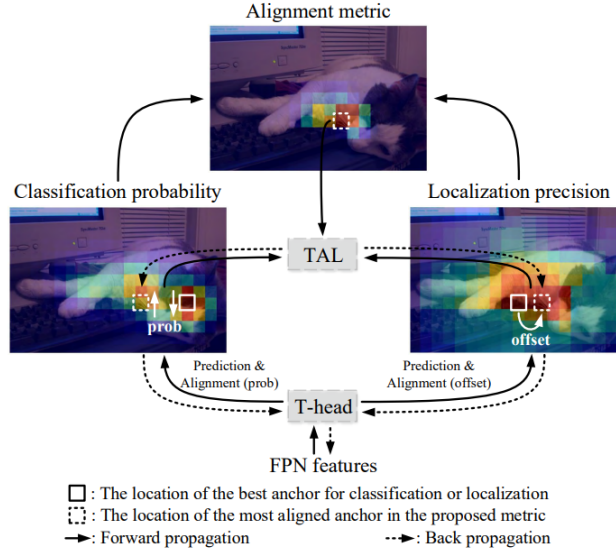 Alignment metric
Classification probability
Localization precision
TAL
prob
offset
Prediction &
Alignment (prob)
Prediction &
Alignment (offset)
T-head
FPN features
: The location of the best anchor for classification or localization
: The location of the most aligned anchor in the proposed metric
: Forward propagation
: Back propagation